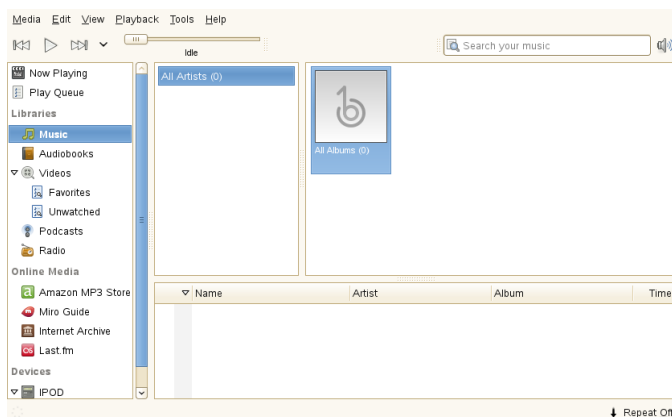 Media Edit View Playback Tools Help
Idle
Search your music
Now Playing
Play Queue
Libraries
Music
Audiobooks
Videos
Favorites
Unwatched
Podcasts
Radio
Online Media
Amazon MP3 Store
Miro Guide
Internet Archive
Last.fm
Devices
IPOD
All Artists (0)
All Albums (0)
Name Artist Album Time
Repeat Off